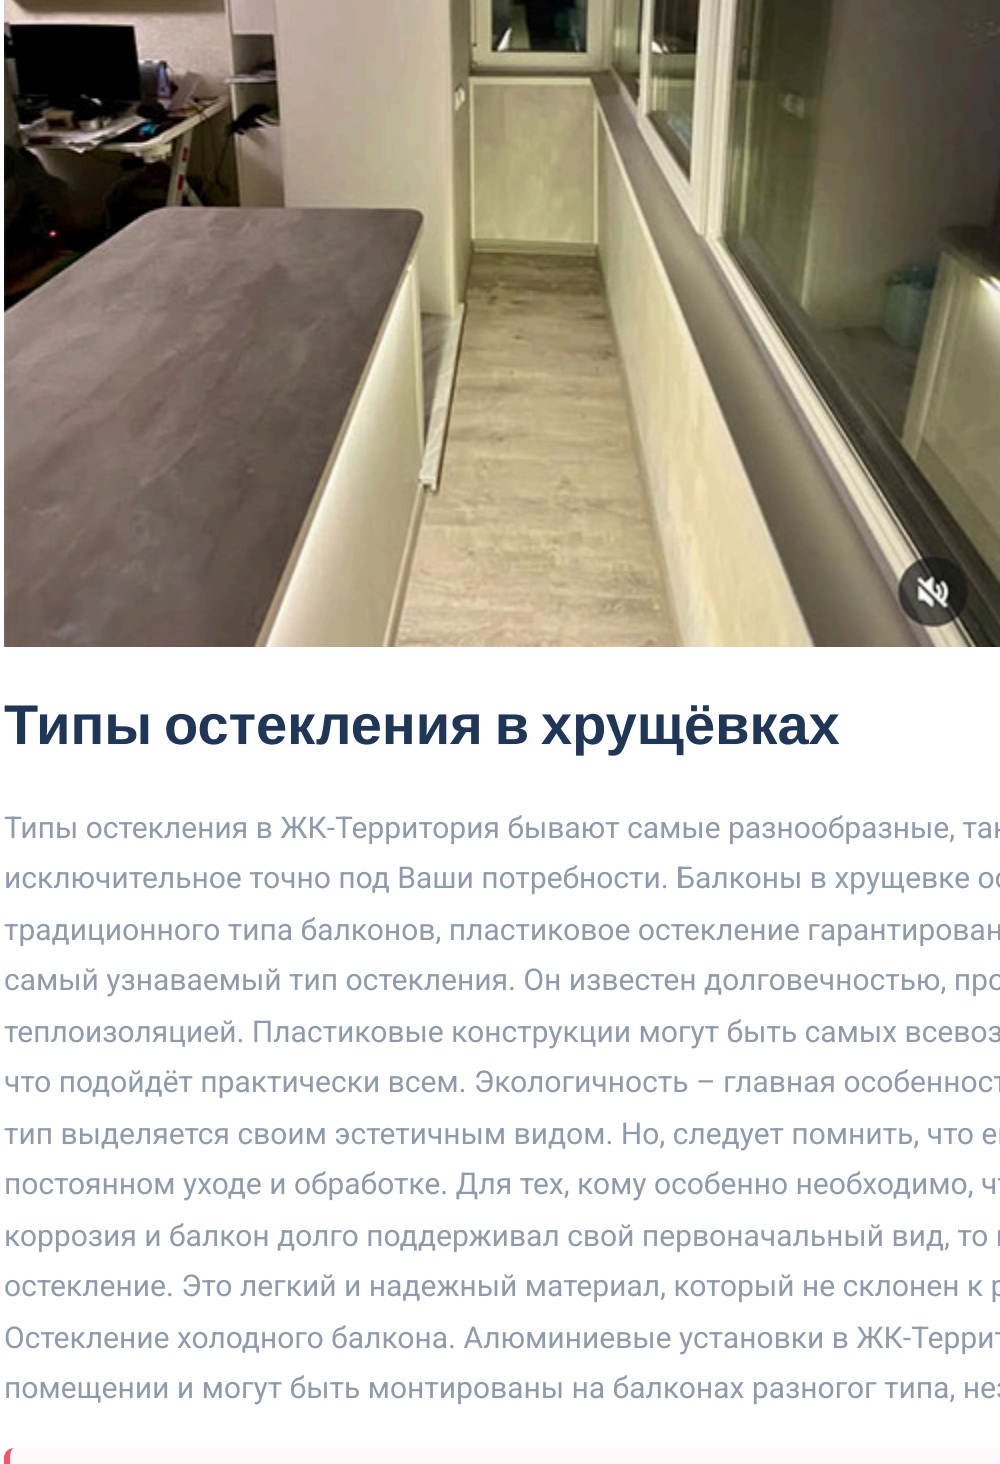 Типы остекления в хрущёвках
Типы остекления в ЖК-Территория бывают самые разнообразные,
исключительное точно под Ваши потребности. Балконы в хрущевке
традиционного типа балконов, пластиковое остекление
самый узнаваемый тип остекления. Он известен долговечностью,
теплоизоляцией. Пластиковые конструкции могут быть самых
что подойдёт практически всем. Экологичность – главная
тип выделяется своим эстетичным видом. Но, следует помнить, что
постоянном уходе и обработке. Для тех, кому особенно необходимо,
коррозия и балкон долго поддерживал свой первоначальный вид, то
остекление. Это легкий и надежный материал, который не склонен к
Остекление холодного балкона. Алюминиевые установки в
помещении и могут быть монтированы на балконах разногог типа,